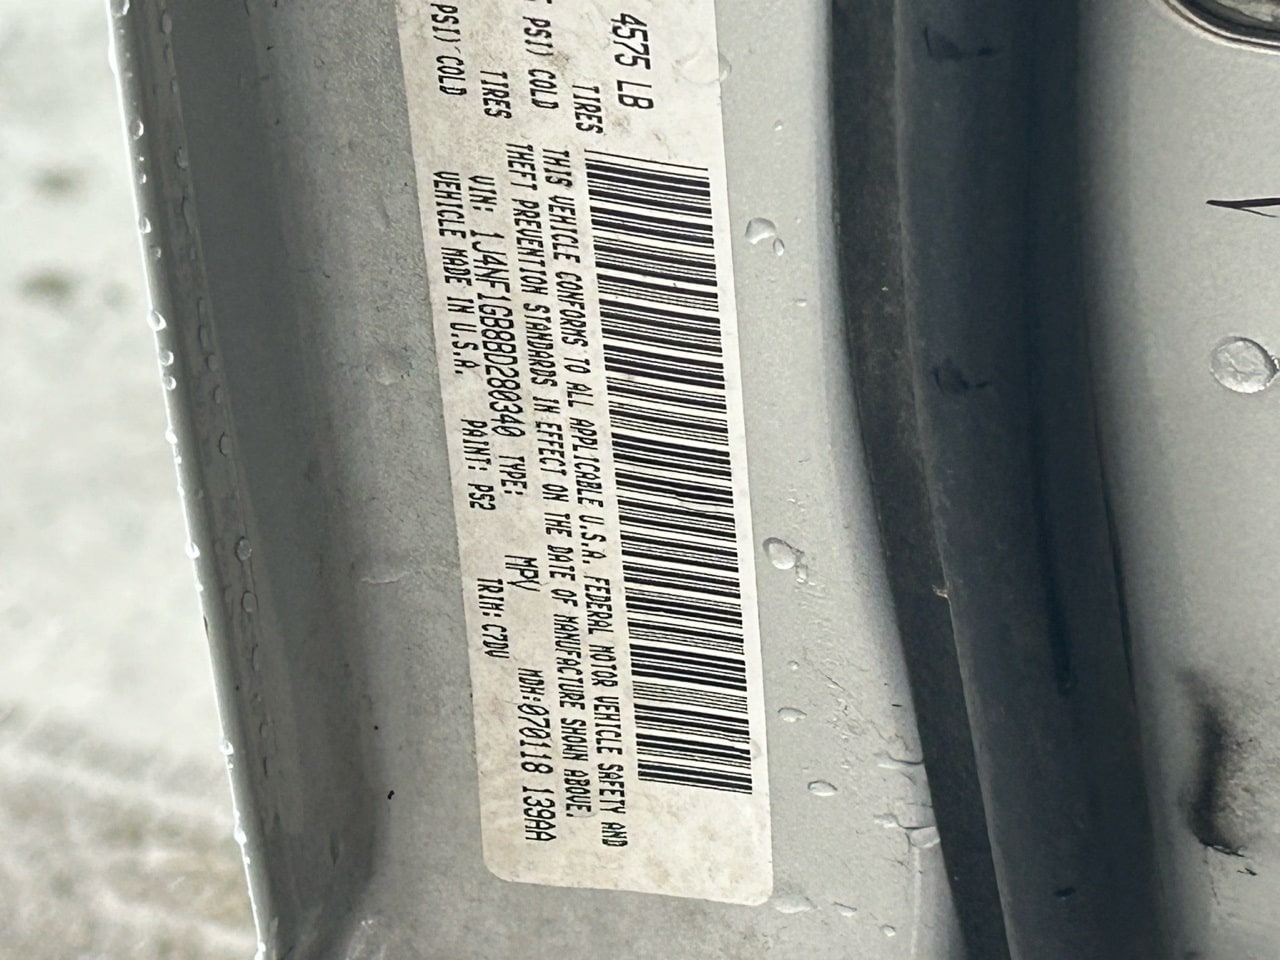 4575 LB
TIRES
PSI) COLD
TIRES
PSI) COLD
THIS VEHICLE CONFORMS TO ALL APPLICABLE U.S.A. FEDERAL MOTOR VEHICLE SAFETY AND
THEFT PREVENTION STANDARDS IN EFFECT ON THE DATE OF MANUFACTURE SHOWN ABOVE.
VIN: 1J4NF1GB8BD280340 TYPE: MPV MDH:070118 139AA
VEHICLE MADE IN U.S.A. PAINT: PS2 TRIM: C7DV